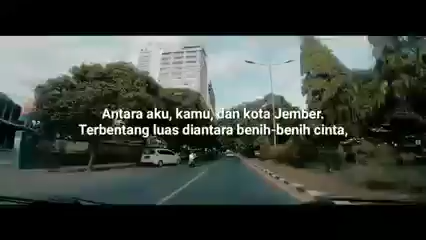 Antara aku, kamu, dan kota Jember.
Terbentang luas diantara benih-benih cinta,